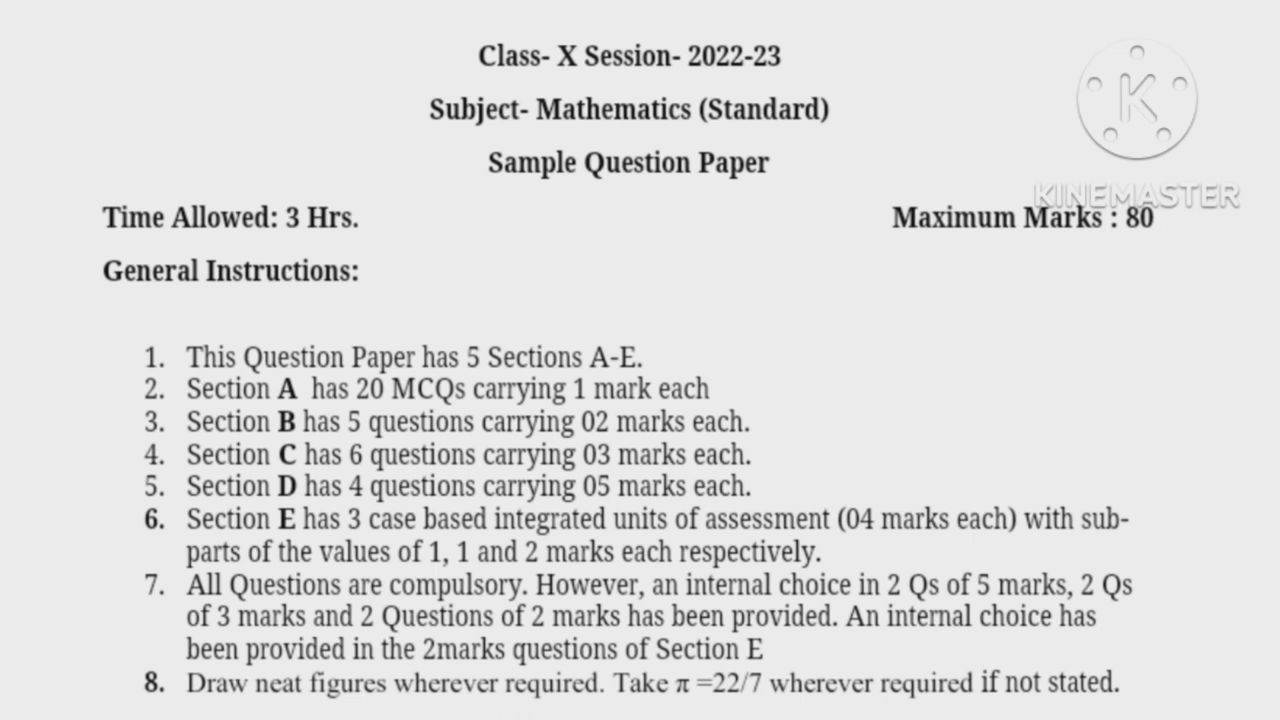 Class- X Session- 2022-23
Subject- Mathematics (Standard)
Sample Question Paper
KINEMASTER
Time Allowed: 3 Hrs. Maximum Marks : 80
General Instructions:
1. This Question Paper has 5 Sections A-E.
2. Section A has 20 MCQs carrying 1 mark each
3. Section B has 5 questions carrying 02 marks each.
4. Section C has 6 questions carrying 03 marks each.
5. Section D has 4 questions carrying 05 marks each.
6. Section E has 3 case based integrated units of assessment (04 marks each) with sub-
parts of the values of 1, 1 and 2 marks each respectively.
7. All Questions are compulsory. However, an internal choice in 2 Qs of 5 marks, 2 Qs
of 3 marks and 2 Questions of 2 marks has been provided. An internal choice has
been provided in the 2marks questions of Section E
8. Draw neat figures wherever required. Take π =22/7 wherever required if not stated.